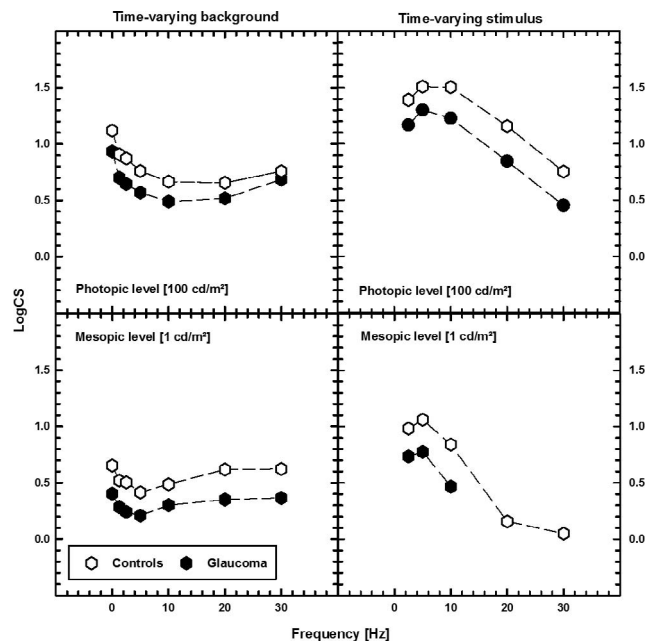 Time-varying background
Time-varying stimulus
1.5
1.0
0.5
0.0
Photopic level [100 cd/m²]
Photopic level [100 cd/m²]
1.5
1.0
0.5
0.0
LogCS
Mesopic level [1 cd/m²]
Mesopic level [1 cd/m²]
1.5
1.0
0.5
0.0
Controls Glaucoma
1.5
1.0
0.5
0.0
0 10 20 30
0 10 20 30
Frequency [Hz]